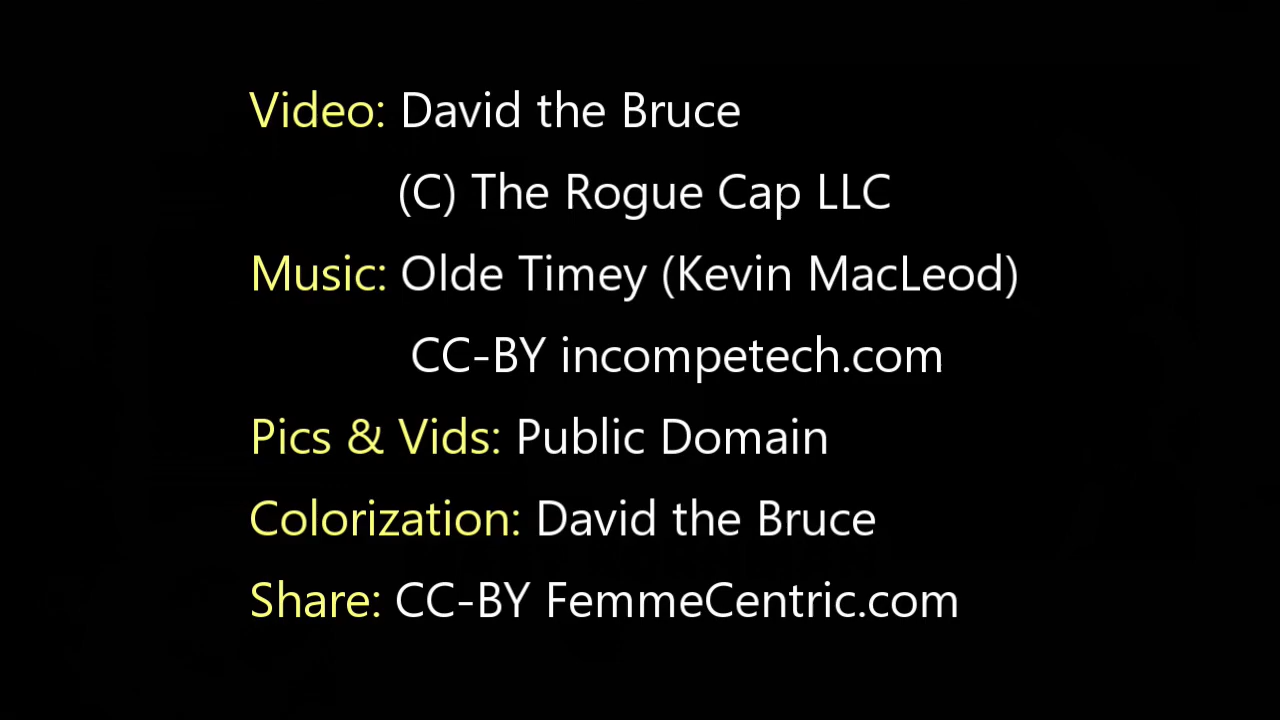 Video: David the Bruce
(C) The Rogue Cap LLC
Music: Olde Timey (Kevin MacLeod)
CC-BY incompetech.com
Pics & Vids: Public Domain
Colorization: David the Bruce
Share: CC-BY FemmeCentric.com